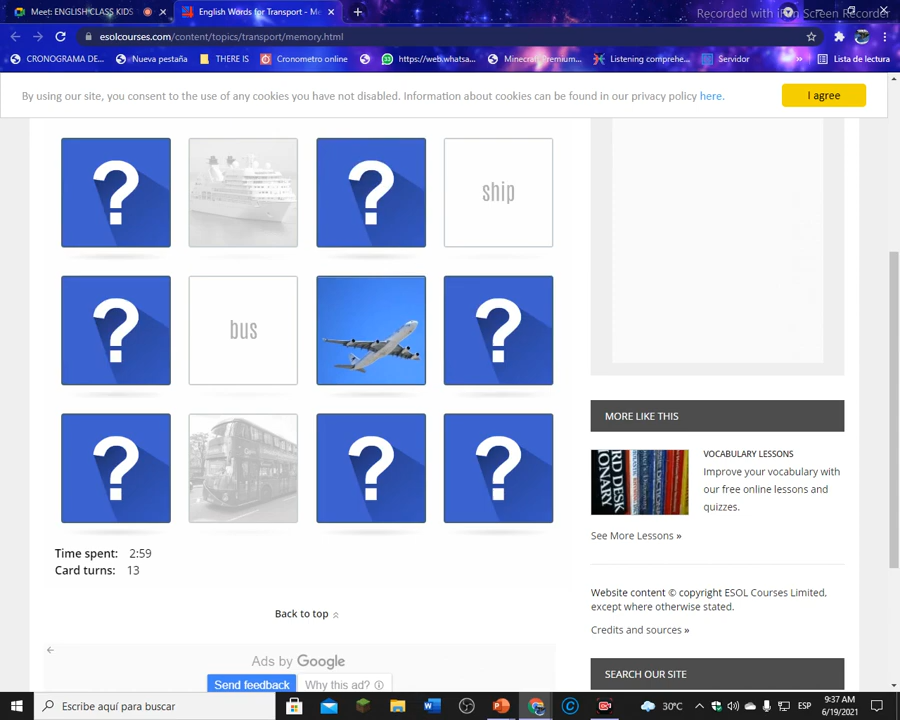 Meet: ENGLISH CLASS KIDS
English Words for Transport - Me
Recorded with iFun Screen Recorder
esolcourses.com/content/topics/transport/memory.html
CRONOGRAMA DE...
Nueva pestaña
THERE IS
Cronometro online
https://web.whatsa...
Minecraft Premium...
Listening comprehe...
Servidor
»
Lista de lectura
By using our site, you consent to the use of any cookies you have not disabled. Information about cookies can be found in our privacy policy here.
I agree
? ? ship
? bus ?
? ? ?
Time spent: 2:59
Card turns: 13
Back to top
Ads by Google
Send feedback
Why this ad?
MORE LIKE THIS
VOCABULARY LESSONS
Improve your vocabulary with
our free online lessons and
quizzes.
See More Lessons »
Website content © copyright ESOL Courses Limited,
except where otherwise stated.
Credits and sources »
SEARCH OUR SITE
Escribe aquí para buscar
30°C
ESP
9:37 AM
6/19/2021